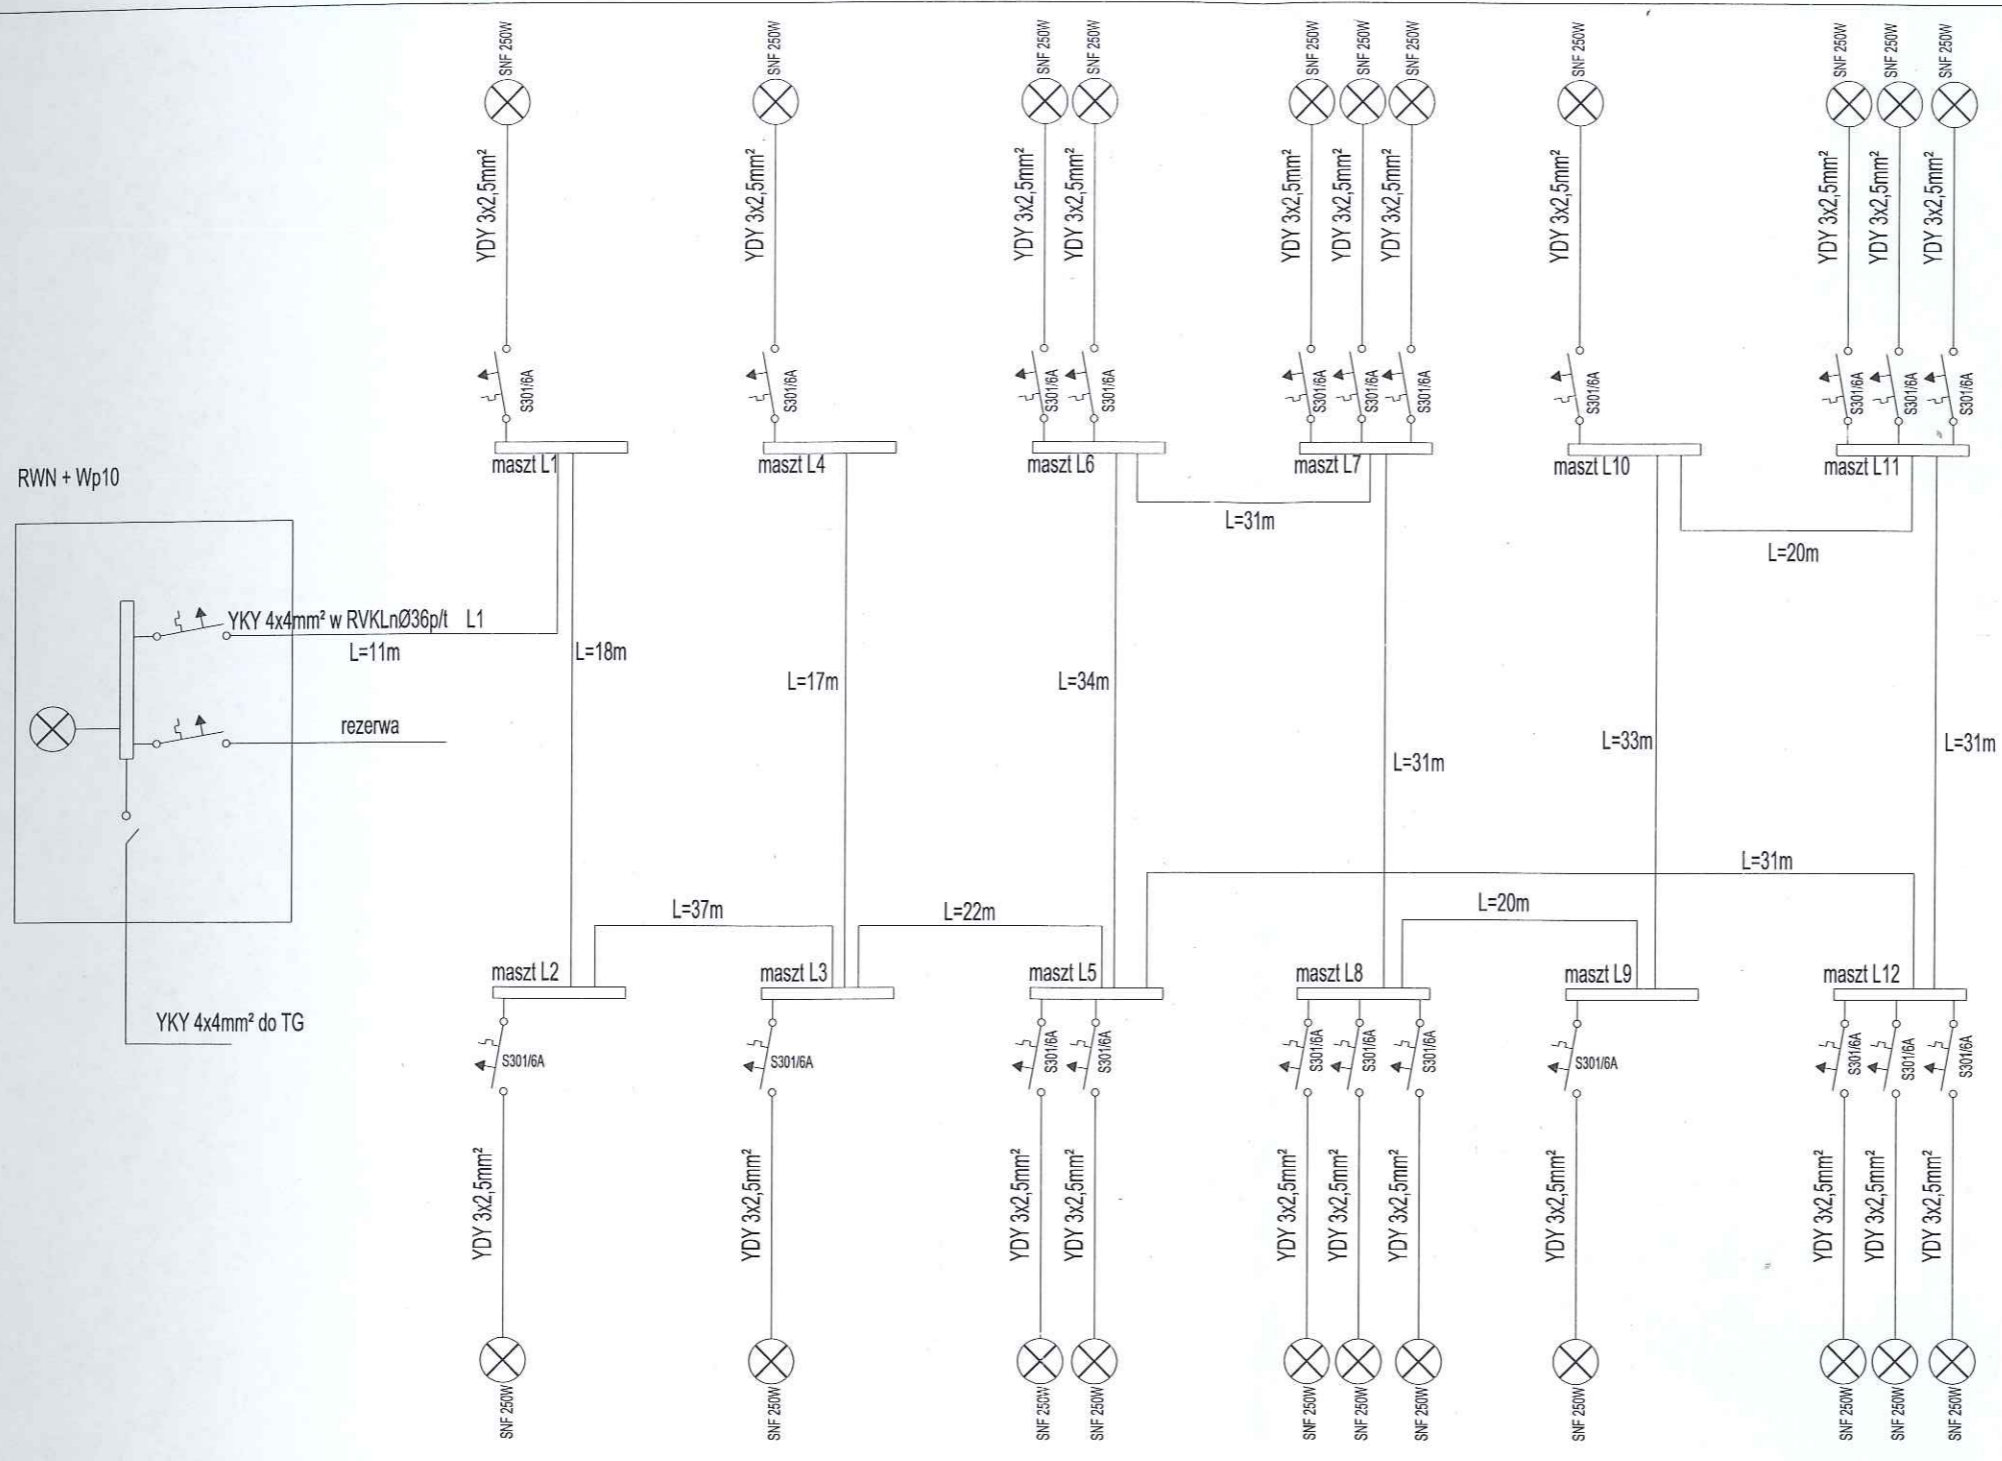 SNF 250W
SNF 250W
SNF 250W
SNF 250W
SNF 250W
SNF 250W
SNF 250W
SNF 250W
SNF 250W
SNF 250W
SNF 250W
YDY 3x2,5mm²
YDY 3x2,5mm²
YDY 3x2,5mm²
YDY 3x2,5mm²
YDY 3x2,5mm²
YDY 3x2,5mm²
YDY 3x2,5mm²
YDY 3x2,5mm²
YDY 3x2,5mm²
YDY 3x2,5mm²
YDY 3x2,5mm²
S301/6A
S301/6A
S301/6A
S301/6A
S301/6A
S301/6A
S301/6A
S301/6A
S301/6A
S301/6A
S301/6A
maszt L1
maszt L4
maszt L6
maszt L7
maszt L10
maszt L11
RWN + Wp10
L=31m
L=20m
YKY 4x4mm² w RVKLnØ36p/t L1
L=11m
L=18m
L=17m
L=34m
rezerwa
L=31m
L=33m
L=31m
L=31m
L=37m
L=22m
L=20m
maszt L2
maszt L3
maszt L5
maszt L8
maszt L9
maszt L12
YKY 4x4mm² do TG
S301/6A
S301/6A
S301/6A
S301/6A
S301/6A
S301/6A
S301/6A
S301/6A
S301/6A
S301/6A
S301/6A
YDY 3x2,5mm²
YDY 3x2,5mm²
YDY 3x2,5mm²
YDY 3x2,5mm²
YDY 3x2,5mm²
YDY 3x2,5mm²
YDY 3x2,5mm²
YDY 3x2,5mm²
YDY 3x2,5mm²
YDY 3x2,5mm²
YDY 3x2,5mm²
SNF 250W
SNF 250W
SNF 250W
SNF 250W
SNF 250W
SNF 250W
SNF 250W
SNF 250W
SNF 250W
SNF 250W
SNF 250W